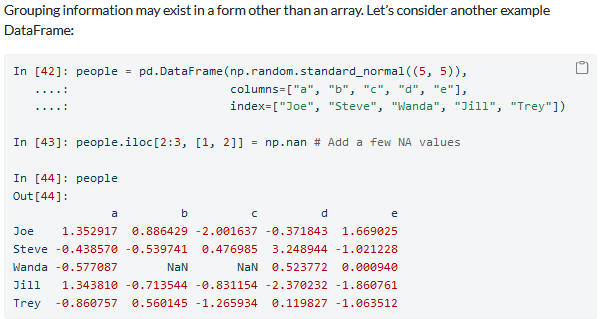 Grouping information may exist in a form other than an array. Let’s consider another example
DataFrame:
In [42]: people = pd.DataFrame(np.random.standard_normal((5, 5)),
   ....:                       columns=["a", "b", "c", "d", "e"],
   ....:                       index=["Joe", "Steve", "Wanda", "Jill", "Trey"])
In [43]: people.iloc[2:3, [1, 2]] = np.nan # Add a few NA values
In [44]: people
Out[44]:
              a         b         c         d         e
Joe    1.352917  0.886429 -2.001637 -0.371843  1.669025
Steve -0.438570 -0.539741  0.476985  3.248944 -1.021228
Wanda -0.577087       NaN       NaN  0.523772  0.000940
Jill   1.343810 -0.713544 -0.831154 -2.370232 -1.860761
Trey  -0.860757  0.560145 -1.265934  0.119827 -1.063512